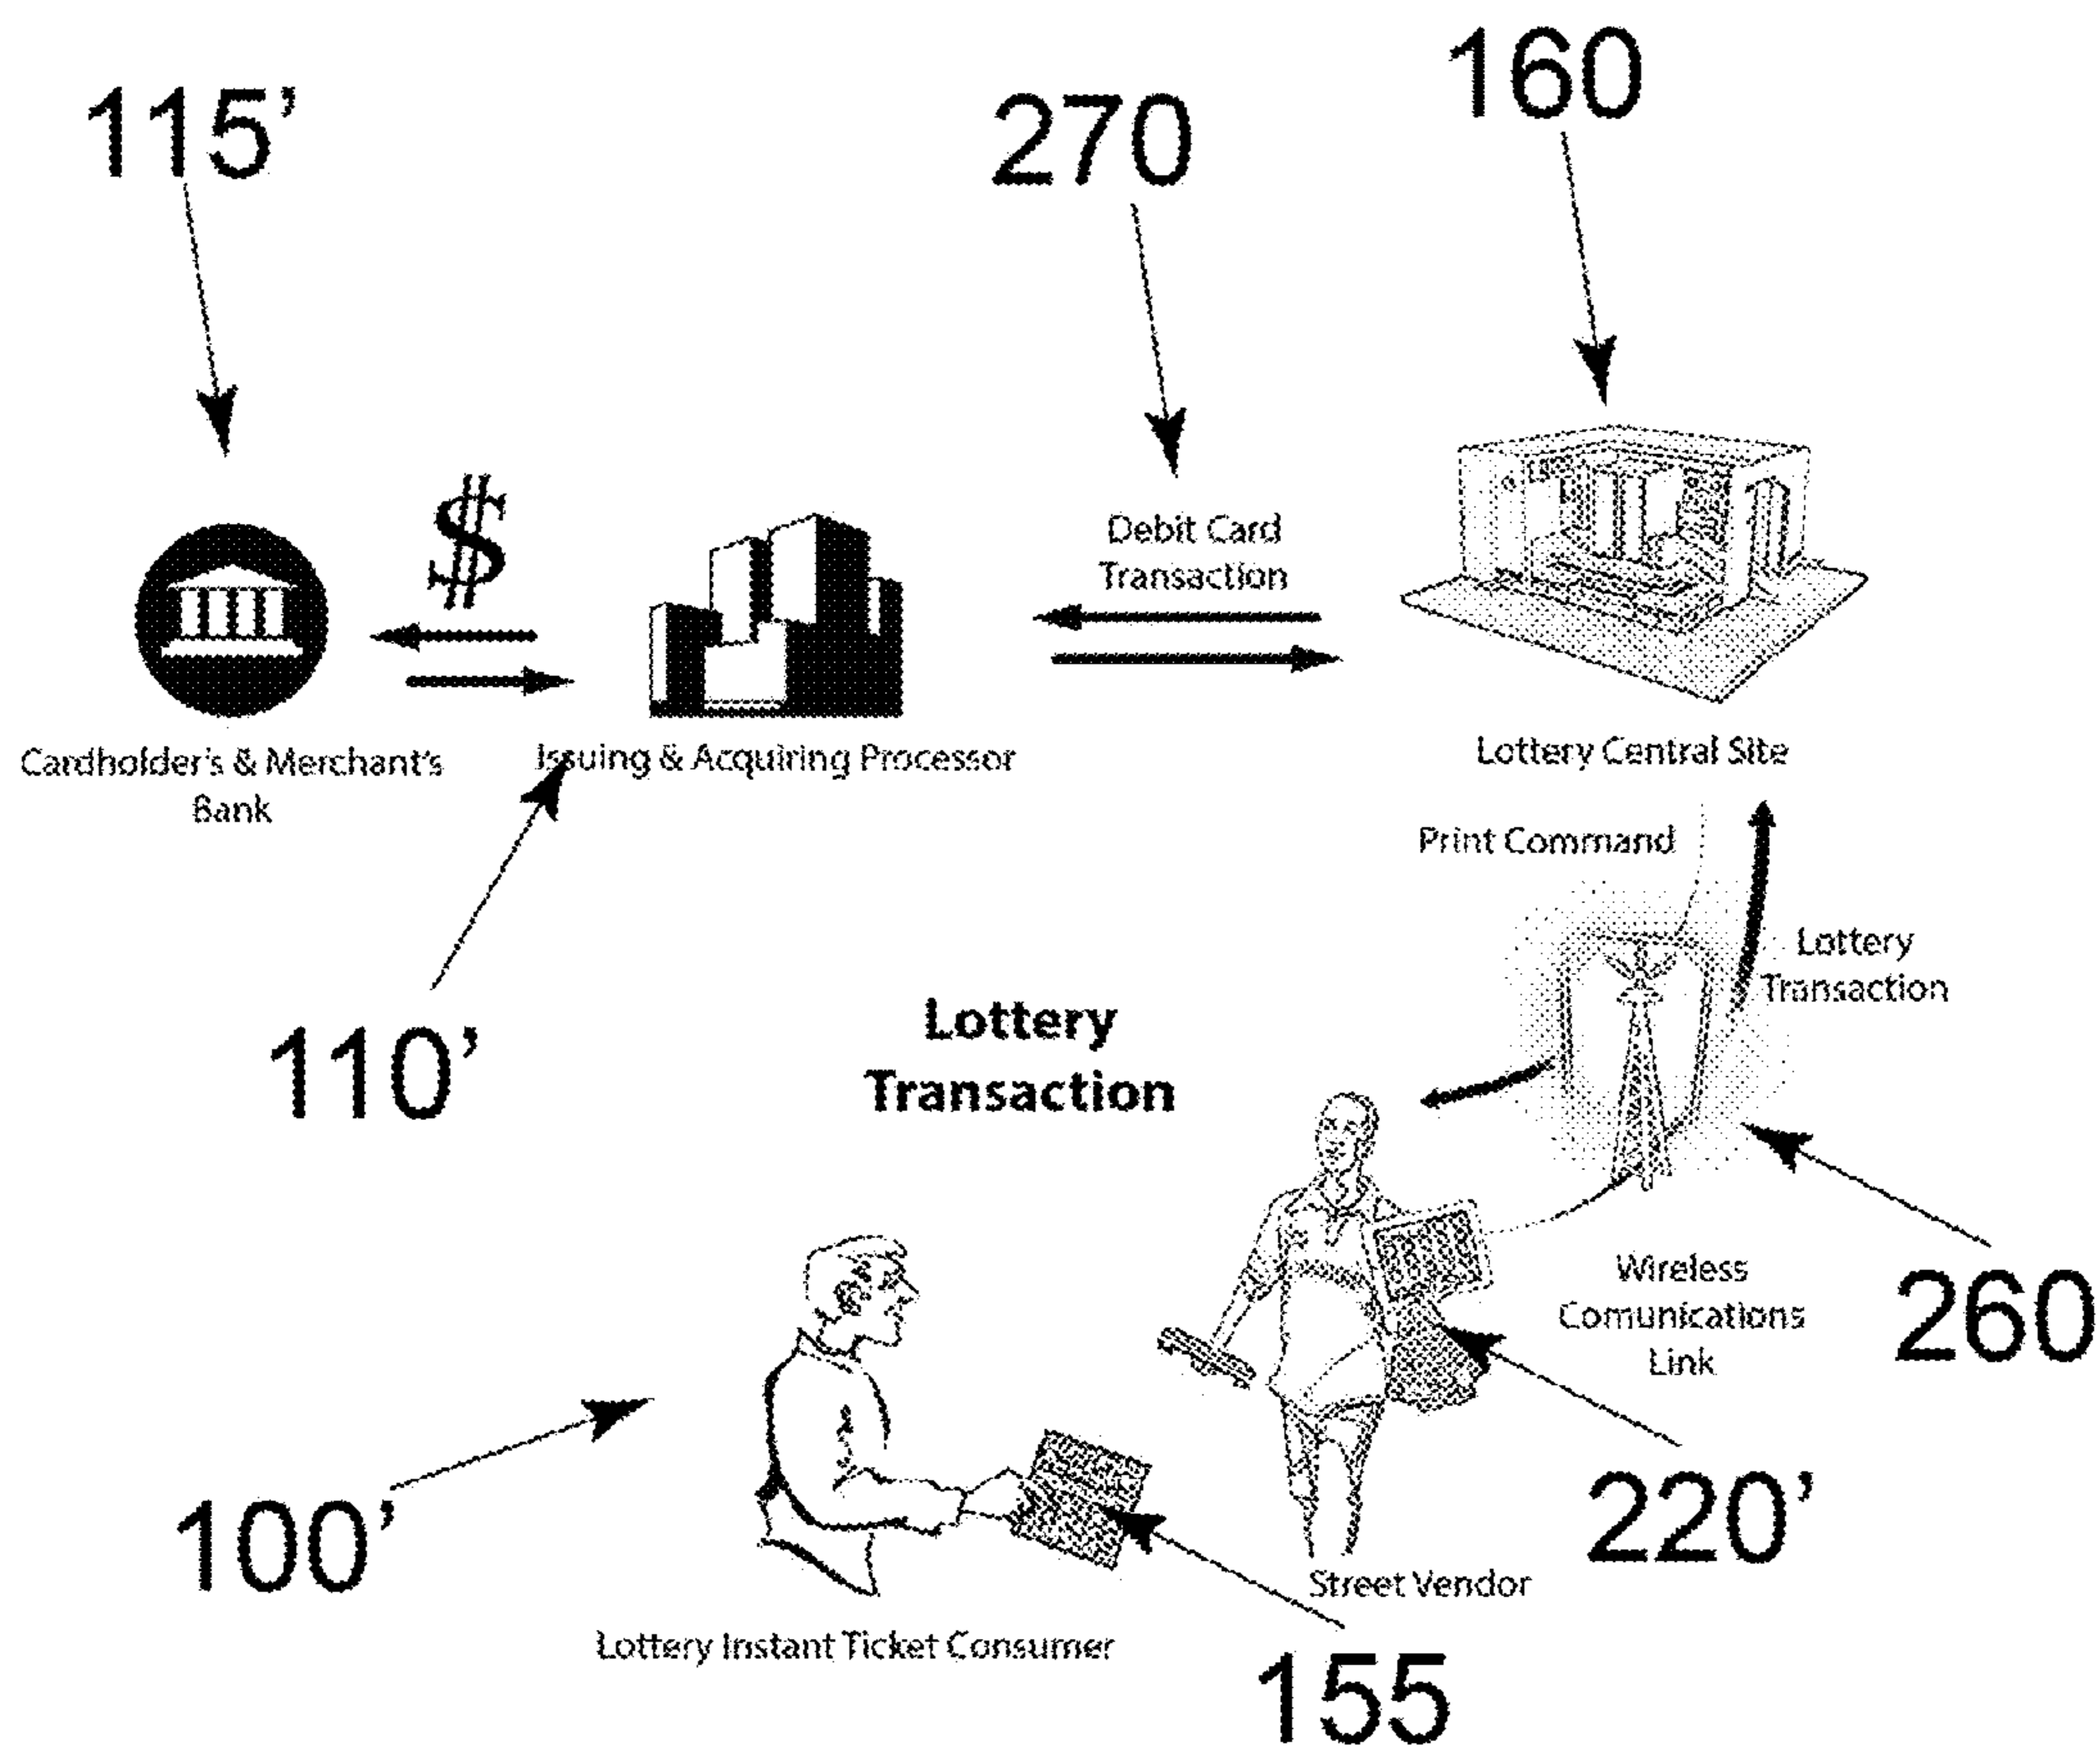 115’
270
160
$
Debit Card
Transaction
Cardholder's & Merchant's
Bank
Issuing & Acquiring Processor
Lottery Central Site
Print Command
Lottery
Transaction
110’
Lottery
Transaction
260
Wireless
Comunications
Link
100’
220’
Street Vendor
Lottery Instant Ticket Consumer
155